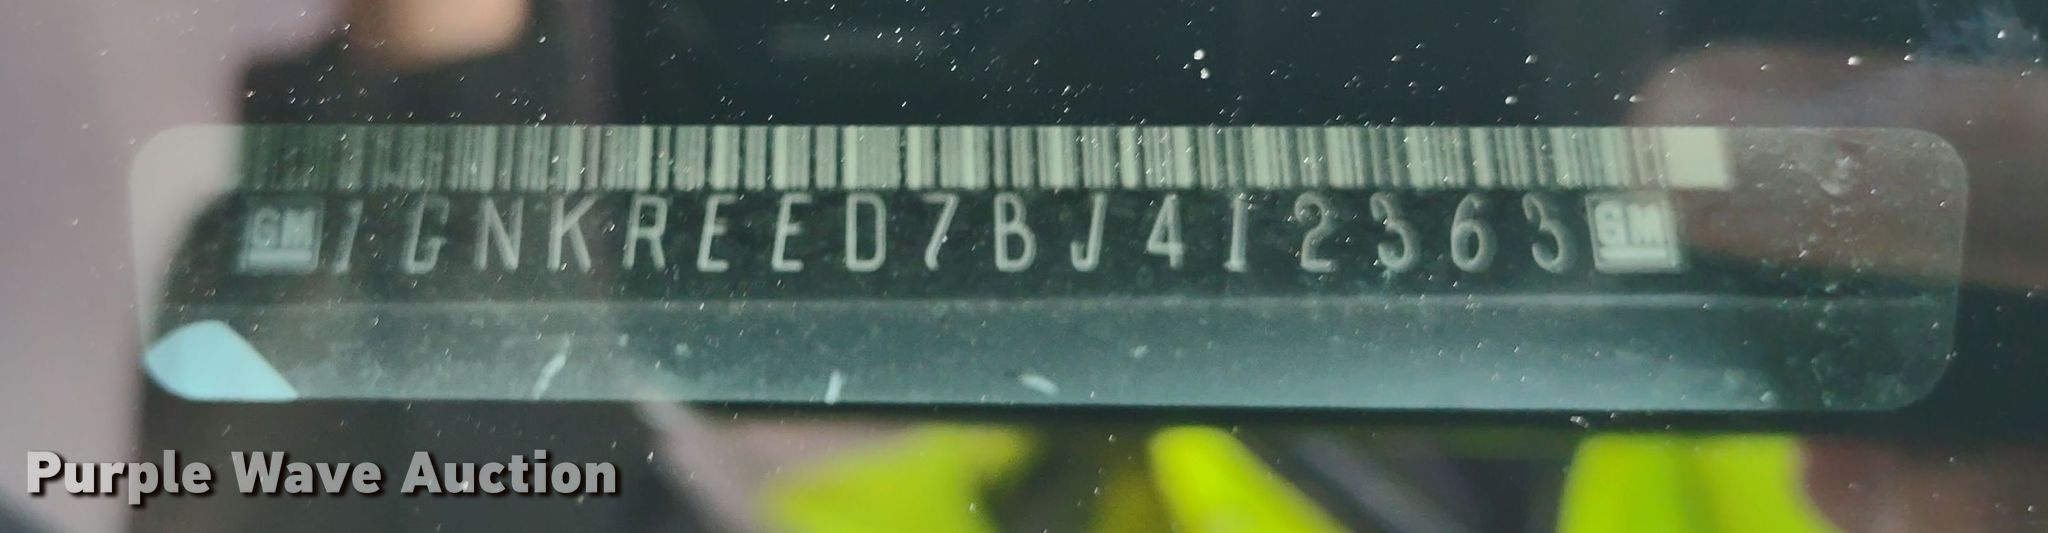 GM 1GNKREED7BJ412363 GM
Purple Wave Auction